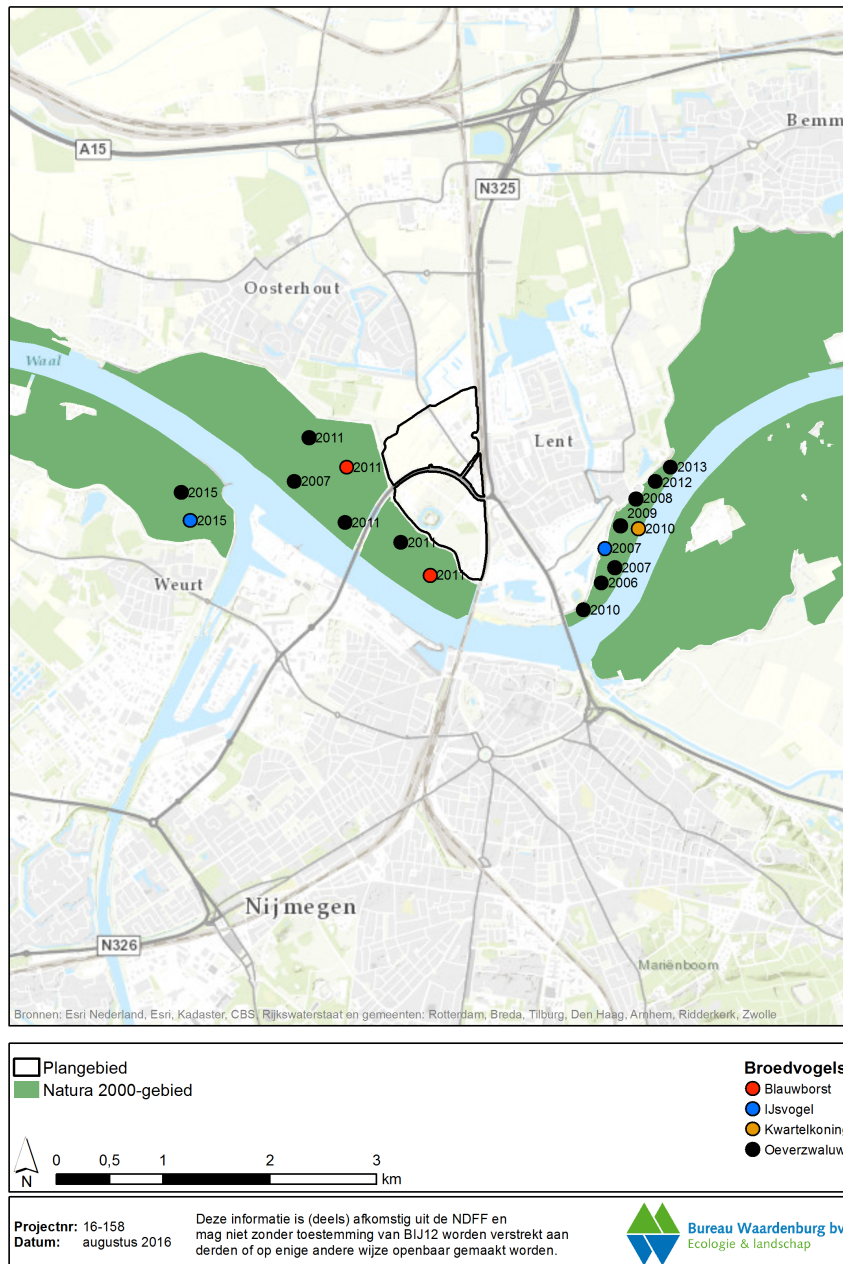 Bemm
A15
N325
Oosterhout
Waal
Lent
2011
2011
2013
2007
2012
2015
2008
2009
2015
2011
2010
2011
2007
2011
2007
Weurt
2006
2010
Nijmegen
N326
Mariënboom
Bronnen: Esri Nederland, Esri, Kadaster, CBS, Rijkswaterstaat en gemeenten: Rotterdam, Breda, Tilburg, Den Haag, Arnhem, Ridderkerk, Zwolle
Plangebied
Natura 2000-gebied
Broedvogels
Blauwborst
IJsvogel
Kwartelkoning
Oeverzwaluw
N
0 0,5 1 2 3
km
Projectnr: 16-158
Datum: augustus 2016
Deze informatie is (deels) afkomstig uit de NDFF en
mag niet zonder toestemming van BIJ12 worden verstrekt aan
derden of op enige andere wijze openbaar gemaakt worden.
Bureau Waardenburg bv
Ecologie & landschap